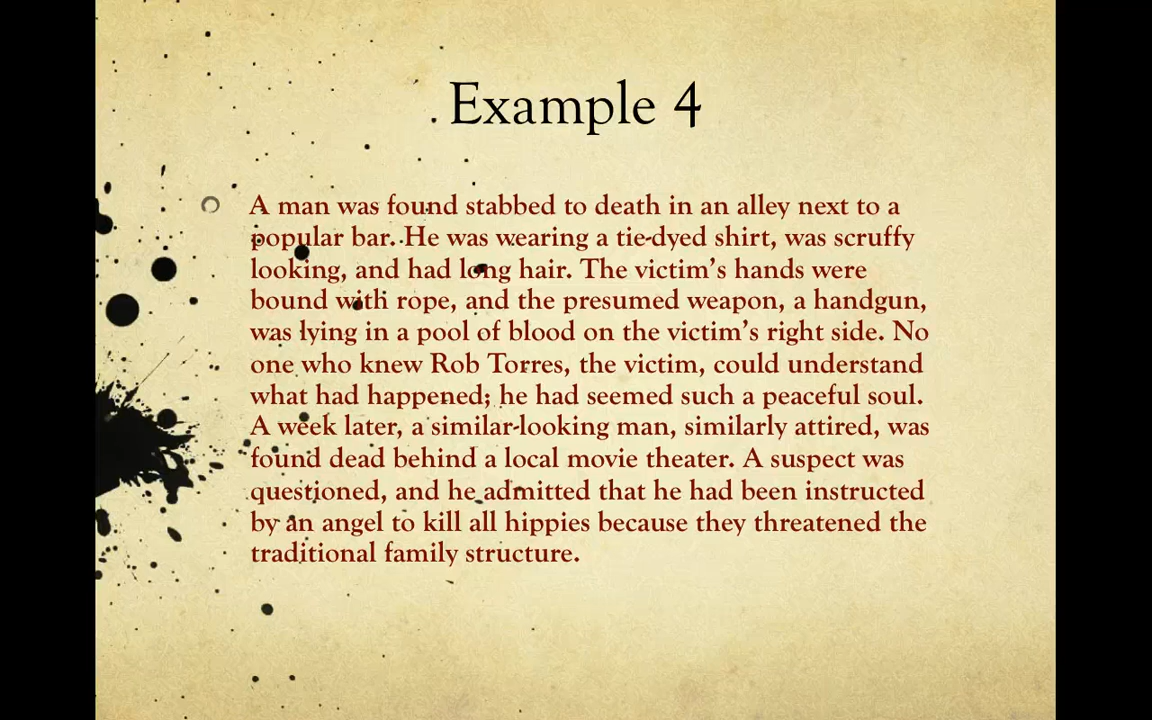 Example 4
A man was found stabbed to death in an alley next to a
popular bar. He was wearing a tie-dyed shirt, was scruffy
looking, and had long hair. The victim's hands were
bound with rope, and the presumed weapon, a handgun,
was lying in a pool of blood on the victim's right side. No
one who knew Rob Torres, the victim, could understand
what had happened; he had seemed such a peaceful soul.
A week later, a similar-looking man, similarly attired, was
found dead behind a local movie theater. A suspect was
questioned, and he admitted that he had been instructed
by an angel to kill all hippies because they threatened the
traditional family structure.